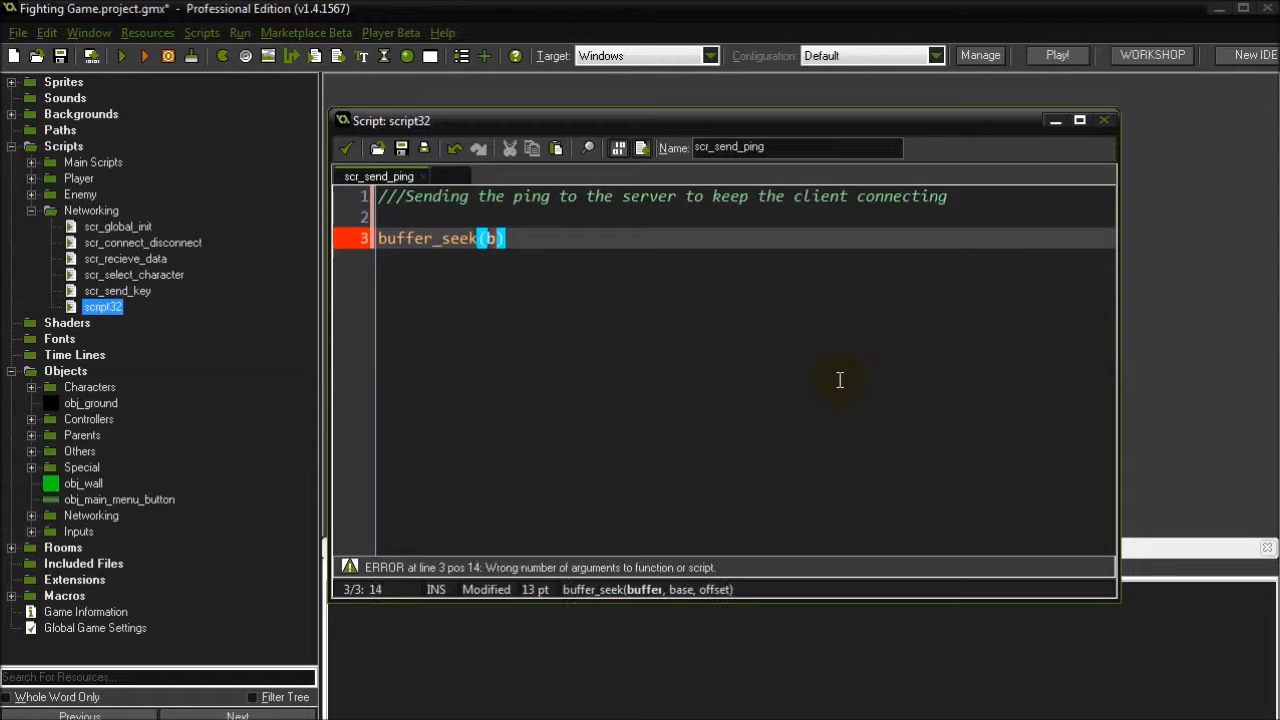 Fighting Game.project.gmx* - Professional Edition (v1.4.1567)
File Edit Window Resources Scripts Run Marketplace Beta Player Beta Help
Target: Windows Configuration: Default Manage Play! WORKSHOP New IDE
Sprites
Sounds
Backgrounds
Paths
Scripts
Main Scripts
Player
Enemy
Networking
scr_global_init
scr_connect_disconnect
scr_recieve_data
scr_select_character
scr_send_key
script32
Shaders
Fonts
Time Lines
Objects
Characters
obj_ground
Controllers
Parents
Others
Special
obj_wall
obj_main_menu_button
Networking
Inputs
Rooms
Included Files
Extensions
Macros
Game Information
Global Game Settings
Search For Resources...
Whole Word Only Filter Tree
Previous Next
Script: script32
Name: scr_send_ping
scr_send_ping
1 ///Sending the ping to the server to keep the client connecting
2
3 buffer_seek(b)
ERROR at line 3 pos 14: Wrong number of arguments to function or script.
3/3: 14 INS Modified 13 pt buffer_seek(buffer, base, offset)